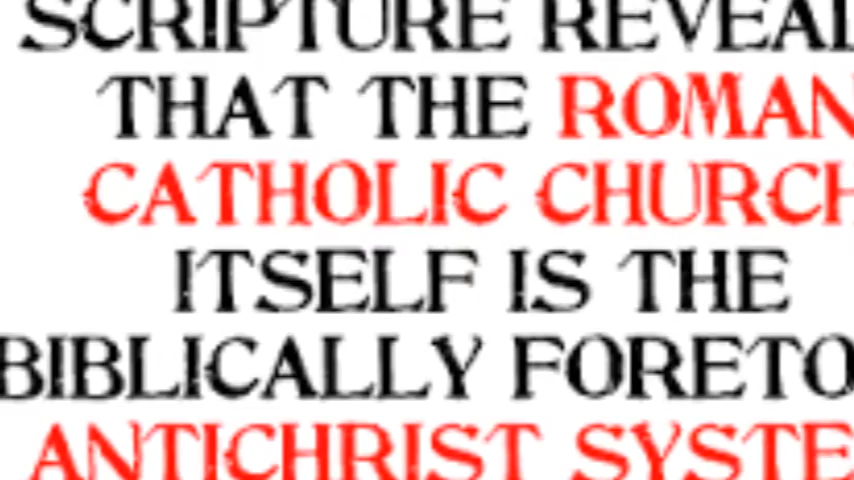 SCRIPTURE REVEAL
THAT THE ROMAN
CATHOLIC CHURCH
ITSELF IS THE
BIBLICALLY FORETO
ANTICHRIST SYSTE